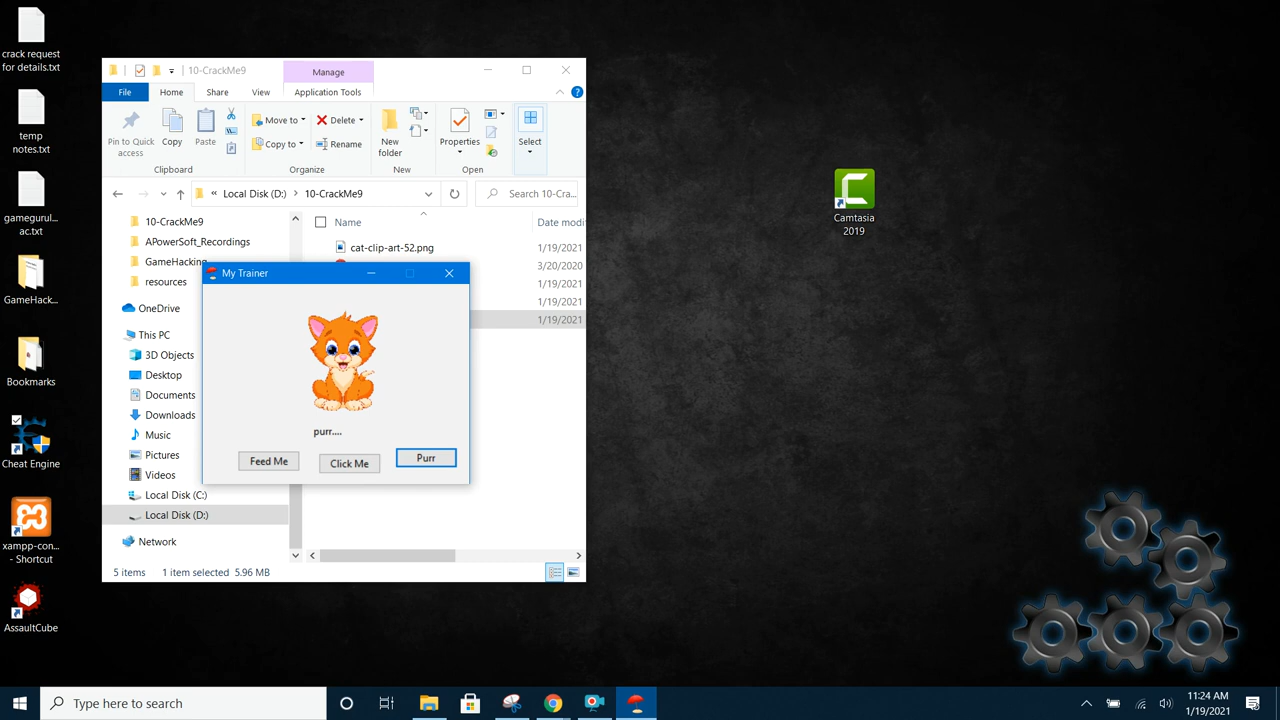 crack request
for details.txt
temp
notes.txt
gamegurul...
ac.txt
GameHack...
Bookmarks
Cheat Engine
xampp-con...
- Shortcut
AssaultCube
10-CrackMe9
Manage
File
Home
Share
View
Application Tools
Pin to Quick
access
Copy
Paste
Clipboard
Move to
Copy to
Delete
Rename
Organize
New
folder
New
Properties
Open
Select
« Local Disk (D:) > 10-CrackMe9
Search 10-Cra...
10-CrackMe9
APowerSoft_Recordings
GameHacking
resources
OneDrive
This PC
3D Objects
Desktop
Documents
Downloads
Music
Pictures
Videos
Local Disk (C:)
Local Disk (D:)
Network
Name
Date modif
cat-clip-art-52.png
1/19/2021
3/20/2020
1/19/2021
1/19/2021
1/19/2021
My Trainer
purr....
Feed Me
Click Me
Purr
5 items
1 item selected 5.96 MB
Camtasia
2019
Type here to search
11:24 AM
1/19/2021